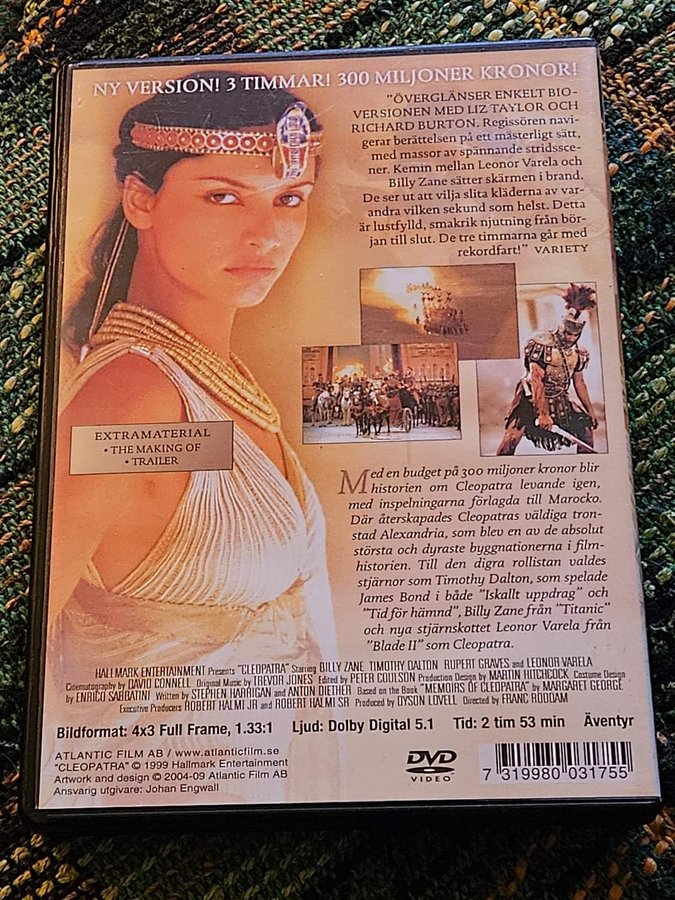 NY VERSION! 3 TIMMAR! 300 MILJONER KRONOR!
"ÖVERGLÄNSER ENKELT BIO-
VERSIONEN MED LIZ TAYLOR OCH
RICHARD BURTON. Regissören navi-
gerar berättelsen på ett mästerligt sätt,
med massor av spännande stridssce-
ner. Kemin mellan Leonor Varela och
Billy Zane sätter skärmen i brand.
De ser ut att vilja slita kläderna av var-
andra vilken sekund som helst. Detta
är lustfylld, smakrik njutning från bör-
jan till slut. De tre timmarna går med
rekordfart!" VARIETY
EXTRAMATERIAL
• THE MAKING OF
• TRAILER
Med en budget på 300 miljoner kronor blir
historien om Cleopatra levande igen,
med inspelningarna förlagda till Marocko.
Där återskapades Cleopatras väldiga tron-
stad Alexandria, som blev en av de absolut
största och dyraste byggnationerna i film-
historien. Till den digra rollistan valdes
stjärnor som Timothy Dalton, som spelade
James Bond i både "Iskallt uppdrag" och
"Tid för hämnd", Billy Zane från "Titanic"
och nya stjärnskottet Leonor Varela från
"Blade II" som Cleopatra.
HALLMARK ENTERTAINMENT Presents "CLEOPATRA" Starring BILLY ZANE TIMOTHY DALTON RUPERT GRAVES and LEONOR VARELA
Cinematography by DAVID CONNELL Original Music by TREVOR JONES Edited by PETER COULSON Production Design by MARTIN HITCHCOCK Costume Design
by ENRICO SABBATINI Written by STEPHEN HARRIGAN and ANTON DIETHER Based on the Book "MEMOIRS OF CLEOPATRA" by MARGARET GEORGE
Executive Producers ROBERT HALMI JR and ROBERT HALMI SR Produced by DYSON LOVELL Directed by FRANC RODDAM
Bildformat: 4x3 Full Frame, 1.33:1 Ljud: Dolby Digital 5.1 Tid: 2 tim 53 min Äventyr
ATLANTIC FILM AB / www.atlanticfilm.se
"CLEOPATRA" © 1999 Hallmark Entertainment
Artwork and design © 2004-09 Atlantic Film AB
Ansvarig utgivare: Johan Engwall
DVD
VIDEO
7 319980 031755